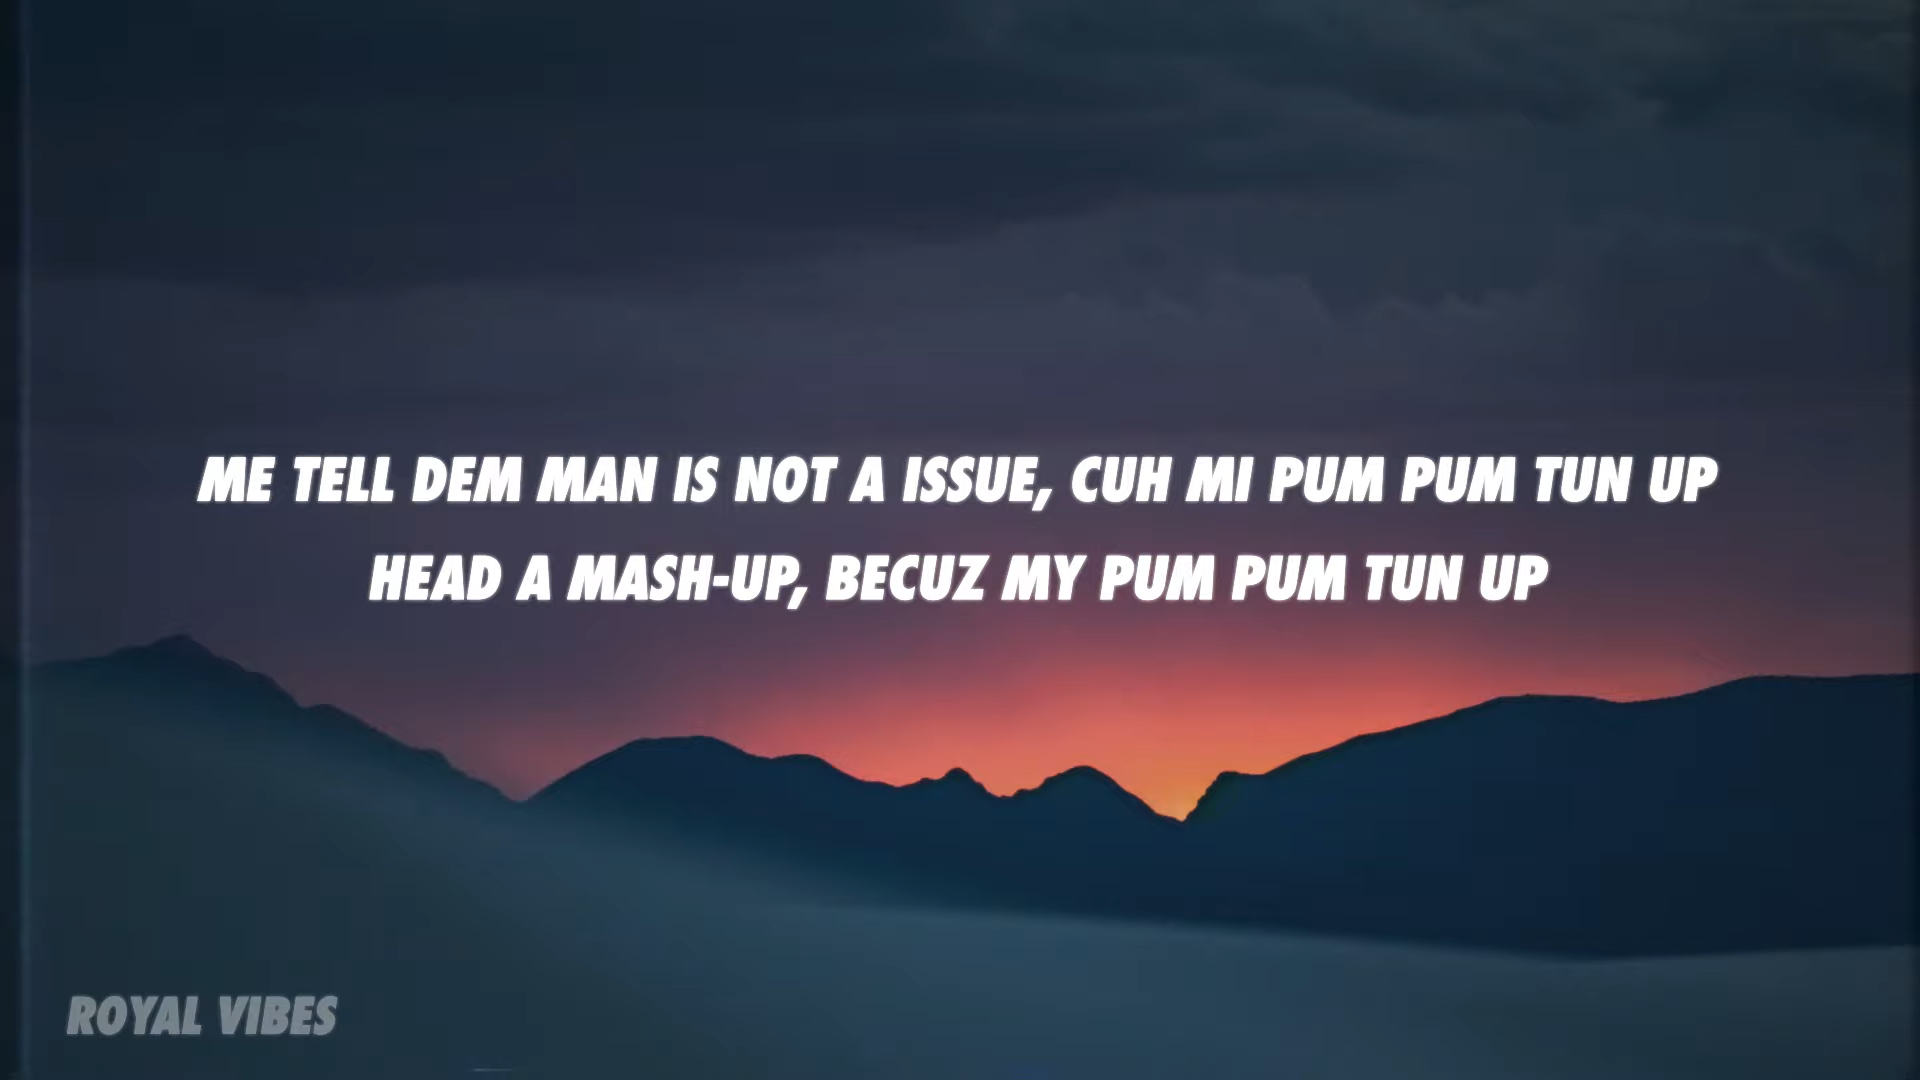 ME TELL DEM MAN IS NOT A ISSUE, CUH MI PUM PUM TUN UP
HEAD A MASH-UP, BECUZ MY PUM PUM TUN UP
ROYAL VIBES